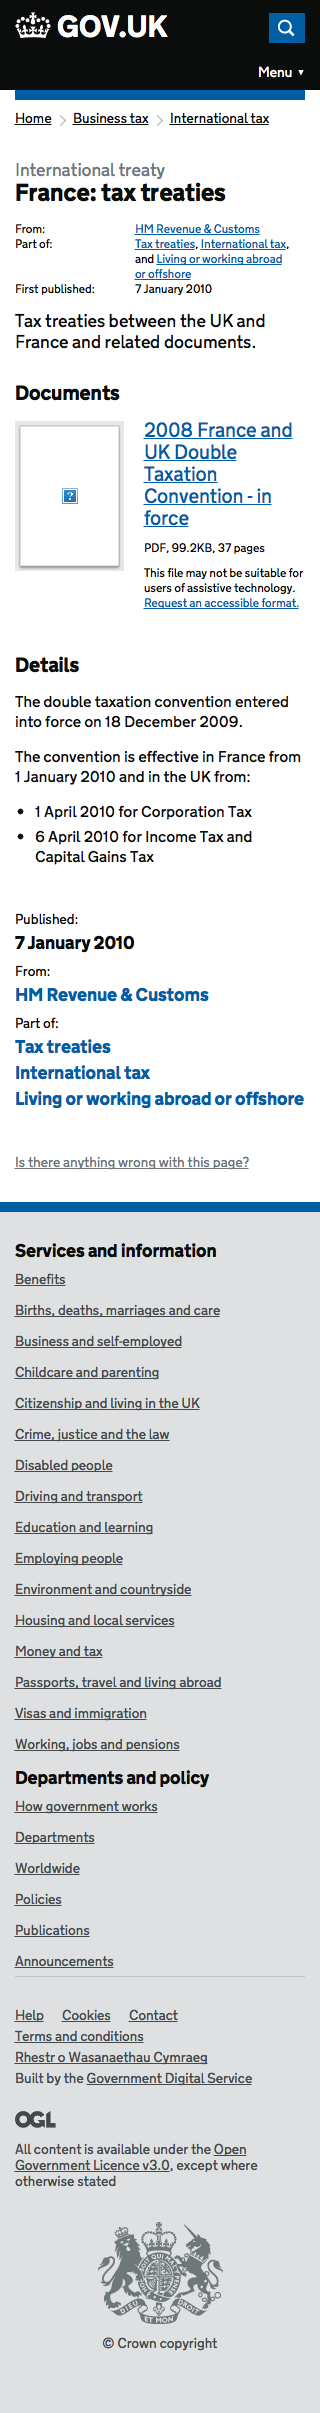 GOV.UK
Menu ▼
Home > Business tax > International tax
International treaty
France: tax treaties
From: HM Revenue & Customs
Part of: Tax treaties, International tax,
and Living or working abroad
or offshore
First published: 7 January 2010
Tax treaties between the UK and
France and related documents.
Documents
2008 France and
UK Double
Taxation
Convention - in
force
PDF, 99.2KB, 37 pages
This file may not be suitable for
users of assistive technology.
Request an accessible format.
Details
The double taxation convention entered
into force on 18 December 2009.
The convention is effective in France from
1 January 2010 and in the UK from:
• 1 April 2010 for Corporation Tax
• 6 April 2010 for Income Tax and
Capital Gains Tax
Published:
7 January 2010
From:
HM Revenue & Customs
Part of:
Tax treaties
International tax
Living or working abroad or offshore
Is there anything wrong with this page?
Services and information
Benefits
Births, deaths, marriages and care
Business and self-employed
Childcare and parenting
Citizenship and living in the UK
Crime, justice and the law
Disabled people
Driving and transport
Education and learning
Employing people
Environment and countryside
Housing and local services
Money and tax
Passports, travel and living abroad
Visas and immigration
Working, jobs and pensions
Departments and policy
How government works
Departments
Worldwide
Policies
Publications
Announcements
Help Cookies Contact
Terms and conditions
Rhestr o Wasanaethau Cymraeg
Built by the Government Digital Service
OGL
All content is available under the Open
Government Licence v3.0, except where
otherwise stated
DIEU ET MON DROIT
© Crown copyright